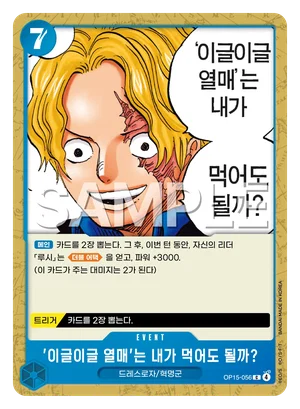 7
'이글이글
열매'는
내가
먹어도
될까?
SAMPLE
메인 카드를 2장 뽑는다. 그 후, 이번 턴 동안, 자신의 리더
「루시」는 더블 어택 을 얻고, 파워 +3000.
(이 카드가 주는 대미지는 2가 된다)
트리거 카드를 2장 뽑는다.
EVENT
'이글이글 열매'는 내가 먹어도 될까?
드레스로자/혁명군
OP15-056